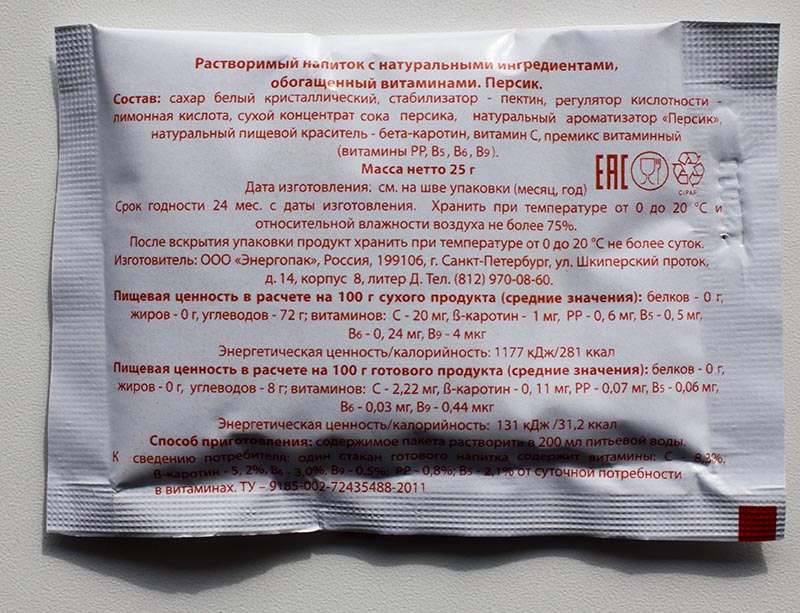 Растворимый напиток с натуральными ингредиентами,
обогащенный витаминами. Персик.
Состав: сахар белый кристаллический, стабилизатор - пектин, регулятор кислотности -
лимонная кислота, сухой концентрат сока персика, натуральный ароматизатор «Персик»,
натуральный пищевой краситель - бета-каротин, витамин С, премикс витаминный
(витамины РР, В5, В6, В9).
Масса нетто 25 г
Дата изготовления: см. на шве упаковки (месяц, год)
EAC
С/PAP
Срок годности 24 мес. с даты изготовления. Хранить при температуре от 0 до 20 °С и
относительной влажности воздуха не более 75%.
После вскрытия упаковки продукт хранить при температуре от 0 до 20 °С не более суток.
Изготовитель: ООО «Энергопак», Россия, 199106, г. Санкт-Петербург, ул. Шкиперский проток,
д. 14, корпус 8, литер Д. Тел. (812) 970-08-60.
Пищевая ценность в расчете на 100 г сухого продукта (средние значения): белков - 0 г,
жиров - 0 г, углеводов - 72 г; витаминов: С - 20 мг, ß-каротин - 1 мг, РР - 0, 6 мг, В5 - 0, 5 мг,
В6 - 0, 24 мг, В9 - 4 мкг
Энергетическая ценность/калорийность: 1177 кДж/281 ккал
Пищевая ценность в расчете на 100 г готового продукта (средние значения): белков - 0 г,
жиров - 0 г, углеводов - 8 г; витаминов: С - 2,22 мг, ß-каротин - 0, 11 мг, РР - 0,07 мг, В5 - 0,06 мг,
В6 - 0,03 мг, В9 - 0,44 мкг
Энергетическая ценность/калорийность: 131 кДж /31,2 ккал
Способ приготовления: содержимое пакета растворить в 200 мл питьевой воды.
К сведению потребителя: один стакан готового напитка содержит витамины: С - 8,3%,
ß-каротин - 5, 2%, В6 - 3,0%, В9 - 0,5%; РР - 0,8%; В5 - 2,1% от суточной потребности
в витаминах. ТУ – 9185-002-72435488-2011